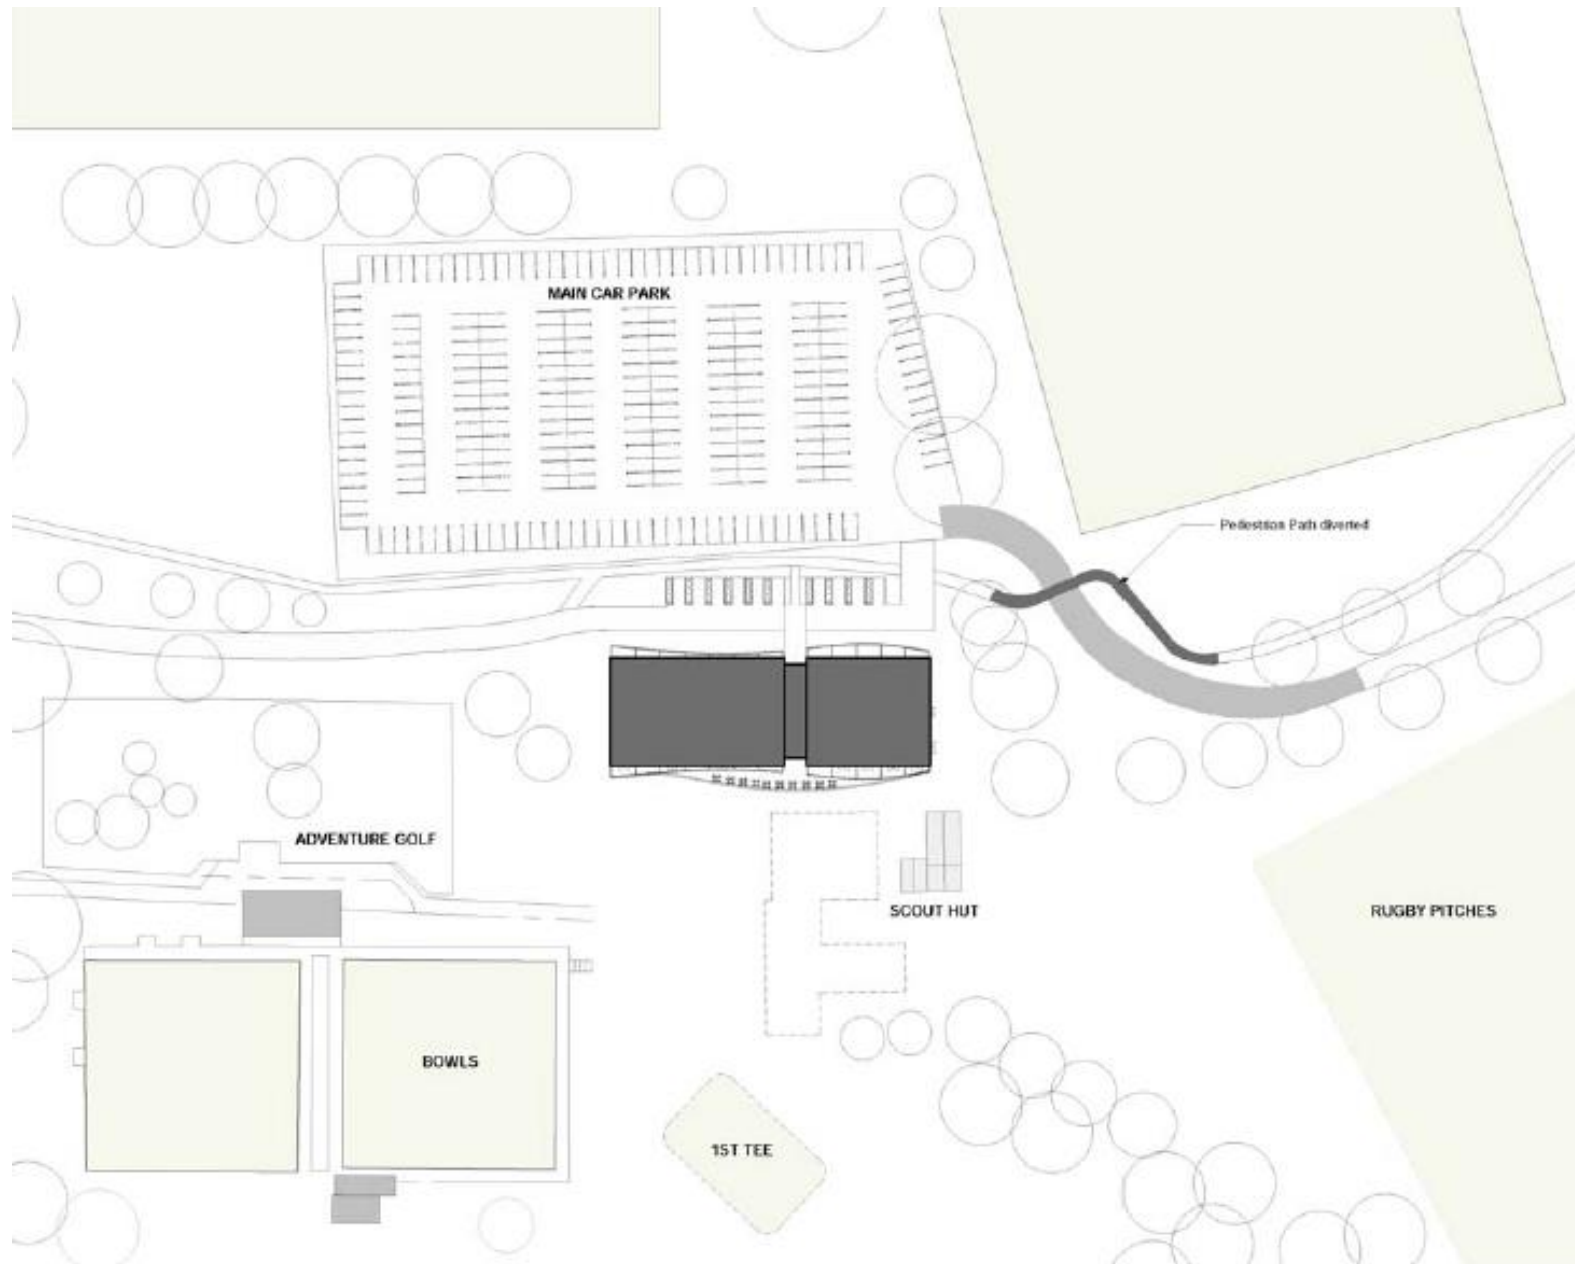 MAIN CAR PARK
Pedestrian Path diverted
ADVENTURE GOLF
SCOUT HUT
RUGBY PITCHES
BOWLS
1ST TEE